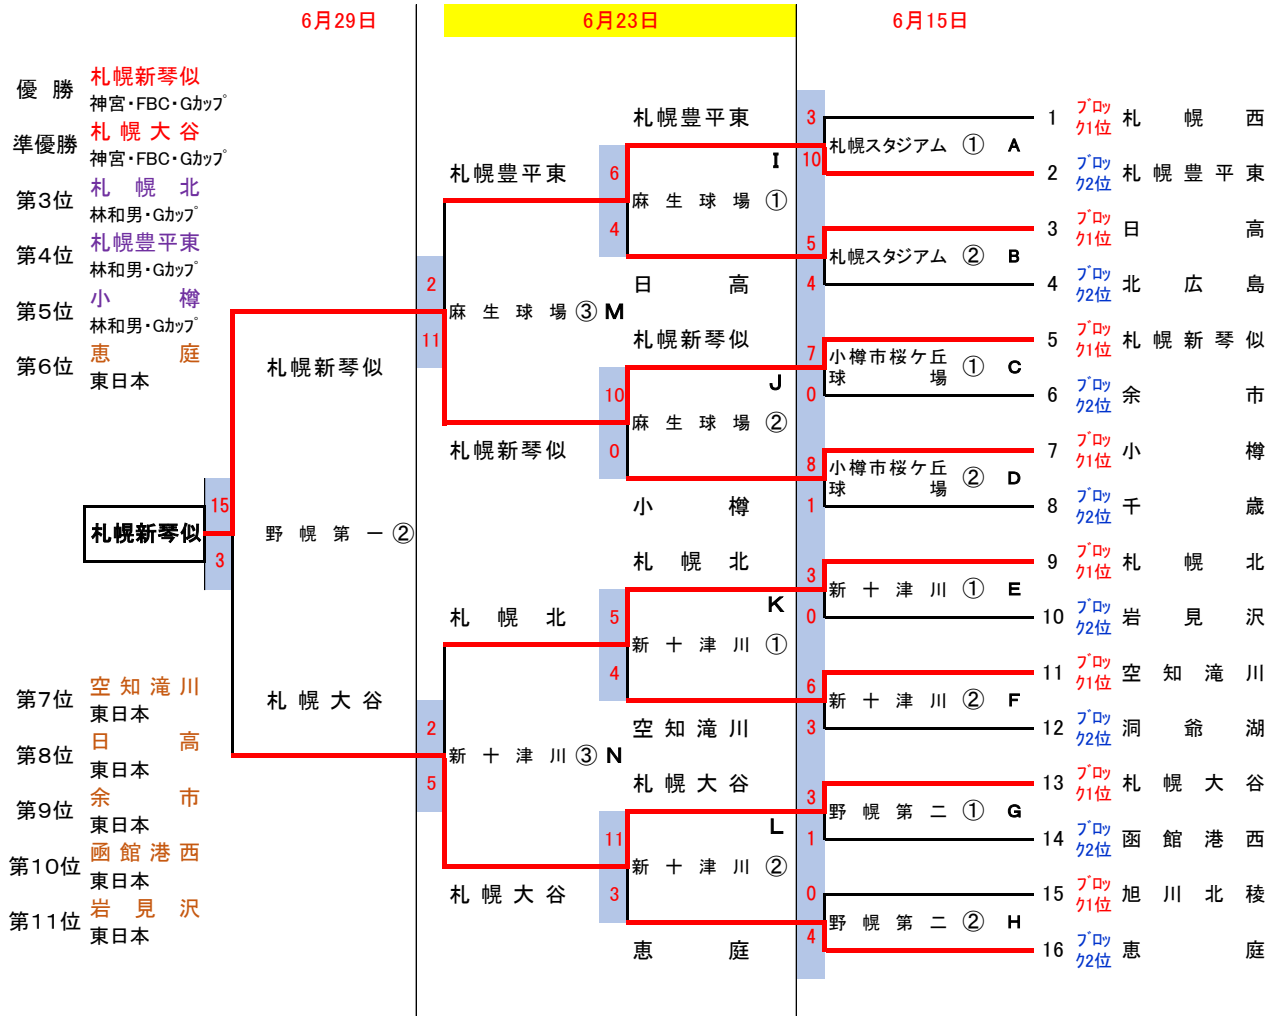 6月29日
6月23日
6月15日
優勝 札幌新琴似
神宮・FBC・Gカップ
準優勝 札幌大谷
神宮・FBC・Gカップ
第3位 札幌北
林和男・Gカップ
第4位 札幌豊平東
林和男・Gカップ
第5位 小樽
林和男・Gカップ
第6位 恵庭
東日本
札幌新琴似
15
3
札幌新琴似
野幌第一②
札幌大谷
第7位 空知滝川
東日本
第8位 日高
東日本
第9位 余市
東日本
第10位 函館港西
東日本
第11位 岩見沢
東日本
2
11
麻生球場③ M
2
5
新十津川③ N
札幌豊平東
札幌新琴似
札幌北
札幌大谷
6
4
I
麻生球場①
10
0
J
麻生球場②
5
4
K
新十津川①
11
3
L
新十津川②
札幌豊平東
日高
札幌新琴似
小樽
札幌北
空知滝川
札幌大谷
恵庭
3
10
札幌スタジアム ① A
5
4
札幌スタジアム ② B
7
0
小樽市桜ケ丘球場 ① C
8
1
小樽市桜ケ丘球場 ② D
3
0
新十津川 ① E
6
3
新十津川 ② F
3
1
野幌第二 ① G
0
4
野幌第二 ② H
1 ブロック1位 札幌西
2 ブロック2位 札幌豊平東
3 ブロック1位 日高
4 ブロック2位 北広島
5 ブロック1位 札幌新琴似
6 ブロック2位 余市
7 ブロック1位 小樽
8 ブロック2位 千歳
9 ブロック1位 札幌北
10 ブロック2位 岩見沢
11 ブロック1位 空知滝川
12 ブロック2位 洞爺湖
13 ブロック1位 札幌大谷
14 ブロック2位 函館港西
15 ブロック1位 旭川北稜
16 ブロック2位 恵庭